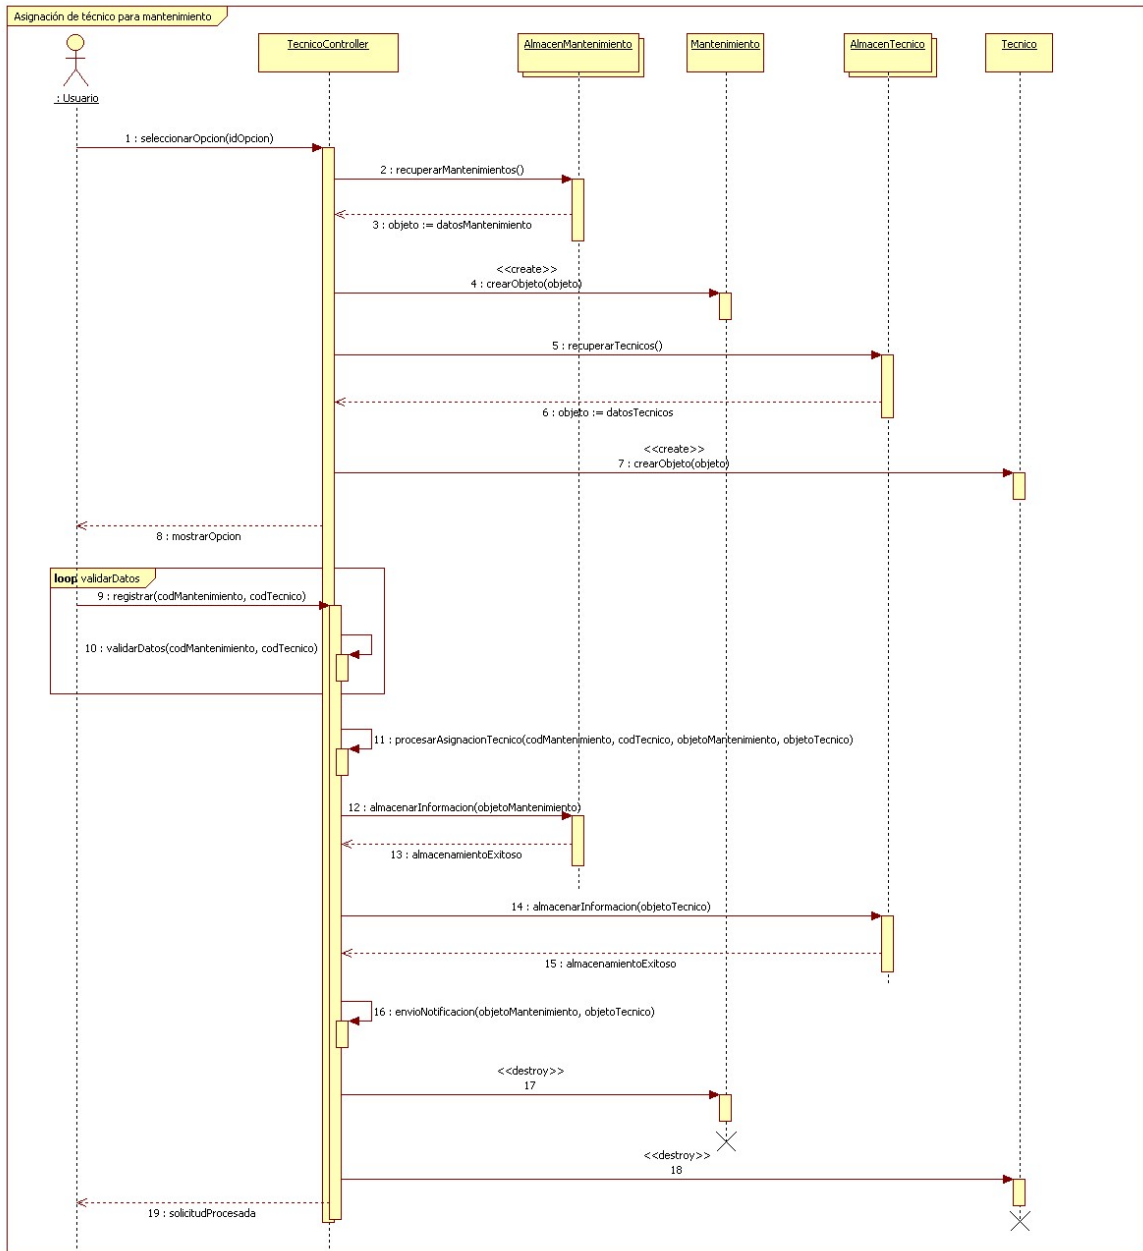 Asignación de técnico para mantenimiento
TecnicoController
AlmacenMantenimiento
Mantenimiento
AlmacenTecnico
Tecnico
: Usuario
1 : seleccionarOpcion(idOpcion)
2 : recuperarMantenimientos()
3 : objeto := datosMantenimiento
<<create>>
4 : crearObjeto(objeto)
5 : recuperarTecnicos()
6 : objeto := datosTecnicos
<<create>>
7 : crearObjeto(objeto)
8 : mostrarOpcion
loop validarDatos
9 : registrar(codMantenimiento, codTecnico)
10 : validarDatos(codMantenimiento, codTecnico)
11 : procesarAsignacionTecnico(codMantenimiento, codTecnico, objetoMantenimiento, objetoTecnico)
12 : almacenarInformacion(objetoMantenimiento)
13 : almacenamientoExitoso
14 : almacenarInformacion(objetoTecnico)
15 : almacenamientoExitoso
16 : envioNotificacion(objetoMantenimiento, objetoTecnico)
<<destroy>>
17
<<destroy>>
18
19 : solicitudProcesada